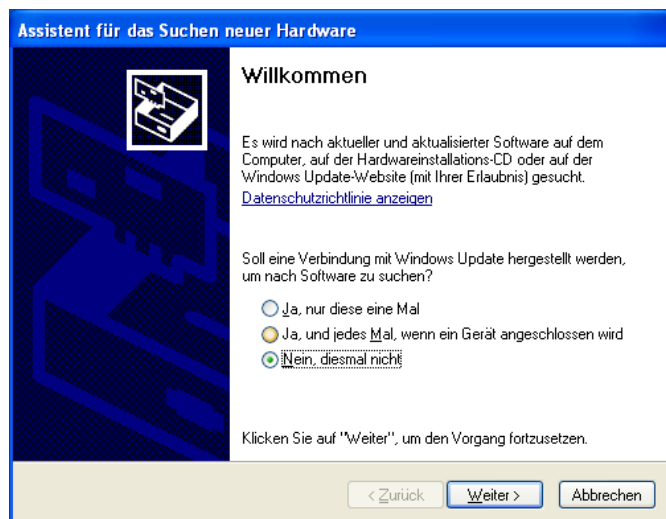 Assistent für das Suchen neuer Hardware
Willkommen
Es wird nach aktueller und aktualisierter Software auf dem
Computer, auf der Hardwareinstallations-CD oder auf der
Windows Update-Website (mit Ihrer Erlaubnis) gesucht.
Datenschutzrichtlinie anzeigen
Soll eine Verbindung mit Windows Update hergestellt werden,
um nach Software zu suchen?
Ja, nur diese eine Mal
Ja, und jedes Mal, wenn ein Gerät angeschlossen wird
Nein, diesmal nicht
Klicken Sie auf "Weiter", um den Vorgang fortzusetzen.
< Zurück Weiter > Abbrechen